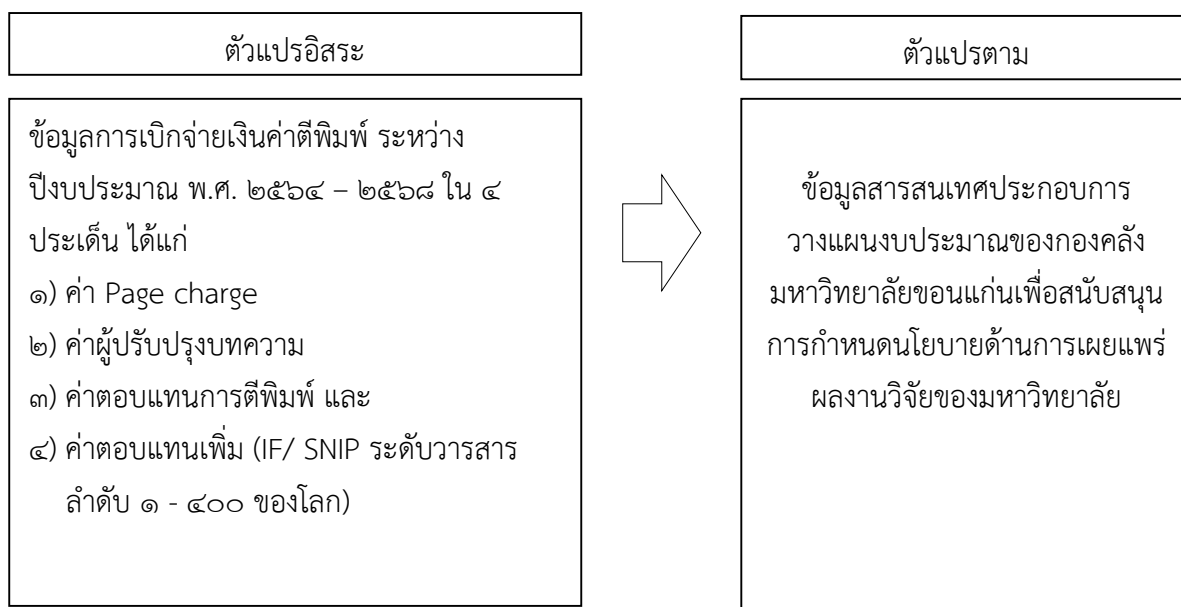 ตัวแปรอิสระ
ข้อมูลการเบิกจ่ายเงินค่าตีพิมพ์ ระหว่าง
ปีงบประมาณ พ.ศ. ๒๕๖๔ – ๒๕๖๘ ใน ๔
ประเด็น ได้แก่
๑) ค่า Page charge
๒) ค่าผู้ปรับปรุงบทความ
๓) ค่าตอบแทนการตีพิมพ์ และ
๔) ค่าตอบแทนเพิ่ม (IF/ SNIP ระดับวารสาร
ลำดับ ๑ - ๔๐๐ ของโลก)
ตัวแปรตาม
ข้อมูลสารสนเทศประกอบการ
วางแผนงบประมาณของกองคลัง
มหาวิทยาลัยขอนแก่นเพื่อสนับสนุน
การกำหนดนโยบายด้านการเผยแพร่
ผลงานวิจัยของมหาวิทยาลัย